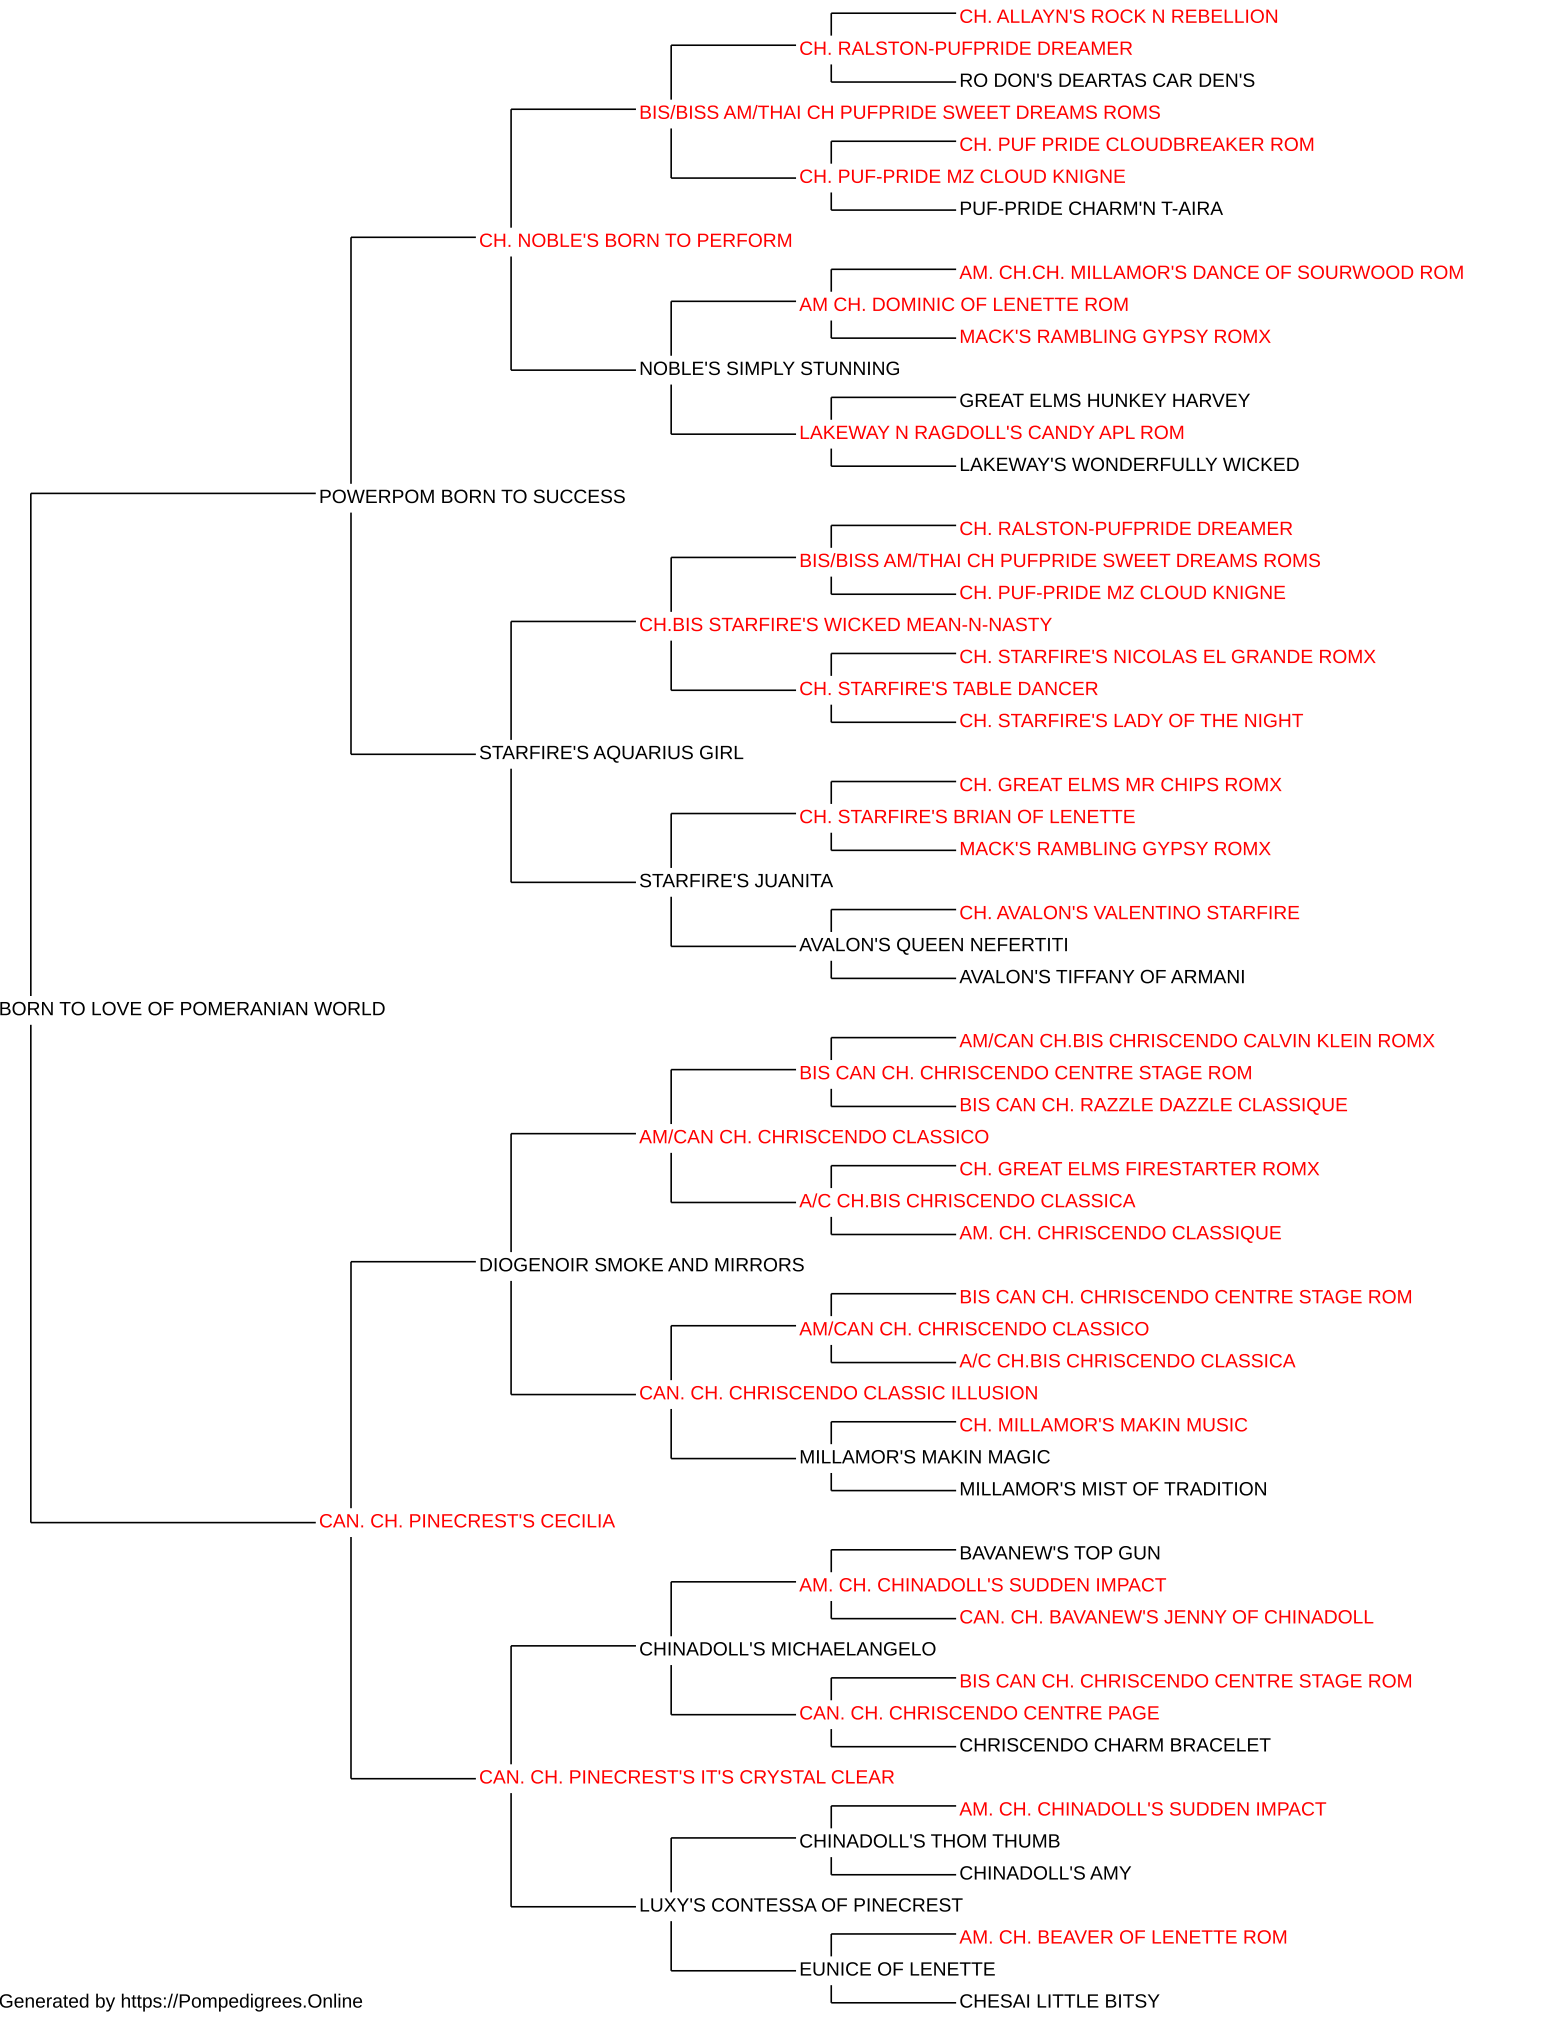 CH. ALLAYN'S ROCK N REBELLION
CH. RALSTON-PUFPRIDE DREAMER
RO DON'S DEARTAS CAR DEN'S
BIS/BISS AM/THAI CH PUFPRIDE SWEET DREAMS ROMS
CH. PUF PRIDE CLOUDBREAKER ROM
CH. PUF-PRIDE MZ CLOUD KNIGNE
PUF-PRIDE CHARM'N T-AIRA
CH. NOBLE'S BORN TO PERFORM
AM. CH.CH. MILLAMOR'S DANCE OF SOURWOOD ROM
AM CH. DOMINIC OF LENETTE ROM
MACK'S RAMBLING GYPSY ROMX
NOBLE'S SIMPLY STUNNING
GREAT ELMS HUNKEY HARVEY
LAKEWAY N RAGDOLL'S CANDY APL ROM
LAKEWAY'S WONDERFULLY WICKED
POWERPOM BORN TO SUCCESS
CH. RALSTON-PUFPRIDE DREAMER
BIS/BISS AM/THAI CH PUFPRIDE SWEET DREAMS ROMS
CH. PUF-PRIDE MZ CLOUD KNIGNE
CH.BIS STARFIRE'S WICKED MEAN-N-NASTY
CH. STARFIRE'S NICOLAS EL GRANDE ROMX
CH. STARFIRE'S TABLE DANCER
CH. STARFIRE'S LADY OF THE NIGHT
STARFIRE'S AQUARIUS GIRL
CH. GREAT ELMS MR CHIPS ROMX
CH. STARFIRE'S BRIAN OF LENETTE
MACK'S RAMBLING GYPSY ROMX
STARFIRE'S JUANITA
CH. AVALON'S VALENTINO STARFIRE
AVALON'S QUEEN NEFERTITI
AVALON'S TIFFANY OF ARMANI
BORN TO LOVE OF POMERANIAN WORLD
AM/CAN CH.BIS CHRISCENDO CALVIN KLEIN ROMX
BIS CAN CH. CHRISCENDO CENTRE STAGE ROM
BIS CAN CH. RAZZLE DAZZLE CLASSIQUE
AM/CAN CH. CHRISCENDO CLASSICO
CH. GREAT ELMS FIRESTARTER ROMX
A/C CH.BIS CHRISCENDO CLASSICA
AM. CH. CHRISCENDO CLASSIQUE
DIOGENOIR SMOKE AND MIRRORS
BIS CAN CH. CHRISCENDO CENTRE STAGE ROM
AM/CAN CH. CHRISCENDO CLASSICO
A/C CH.BIS CHRISCENDO CLASSICA
CAN. CH. CHRISCENDO CLASSIC ILLUSION
CH. MILLAMOR'S MAKIN MUSIC
MILLAMOR'S MAKIN MAGIC
MILLAMOR'S MIST OF TRADITION
CAN. CH. PINECREST'S CECILIA
BAVANEW'S TOP GUN
AM. CH. CHINADOLL'S SUDDEN IMPACT
CAN. CH. BAVANEW'S JENNY OF CHINADOLL
CHINADOLL'S MICHAELANGELO
BIS CAN CH. CHRISCENDO CENTRE STAGE ROM
CAN. CH. CHRISCENDO CENTRE PAGE
CHRISCENDO CHARM BRACELET
CAN. CH. PINECREST'S IT'S CRYSTAL CLEAR
AM. CH. CHINADOLL'S SUDDEN IMPACT
CHINADOLL'S THOM THUMB
CHINADOLL'S AMY
LUXY'S CONTESSA OF PINECREST
AM. CH. BEAVER OF LENETTE ROM
EUNICE OF LENETTE
CHESAI LITTLE BITSY
Generated by https://Pompedigrees.Online